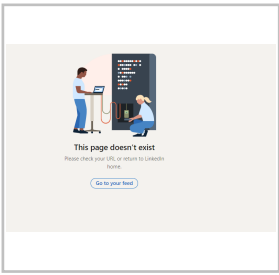 This page doesn't exist
Please check your URL or return to LinkedIn
home.
Go to your feed